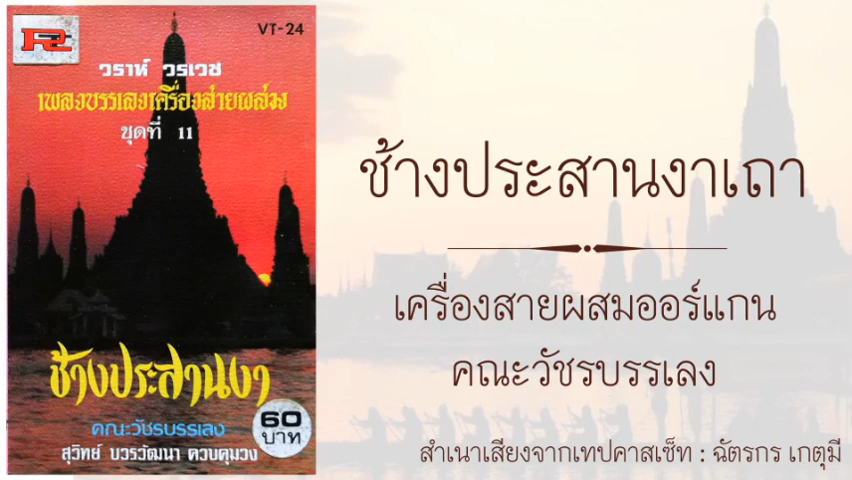 VT-24
วราห์ วรเวช
เพลงบรรเลงเครื่องสายผสม
ชุดที่ 11
ช้างประสานงา
คณะวัชรบรรเลง
สุวิทย์ บวรวัฒนา ควบคุมวง
60
บาท
ช้างประสานงาเถา
เครื่องสายผสมออร์แกน
คณะวัชรบรรเลง
สำเนาเสียงจากเทปคาสเซ็ท : ฉัตรกร เกตุมี